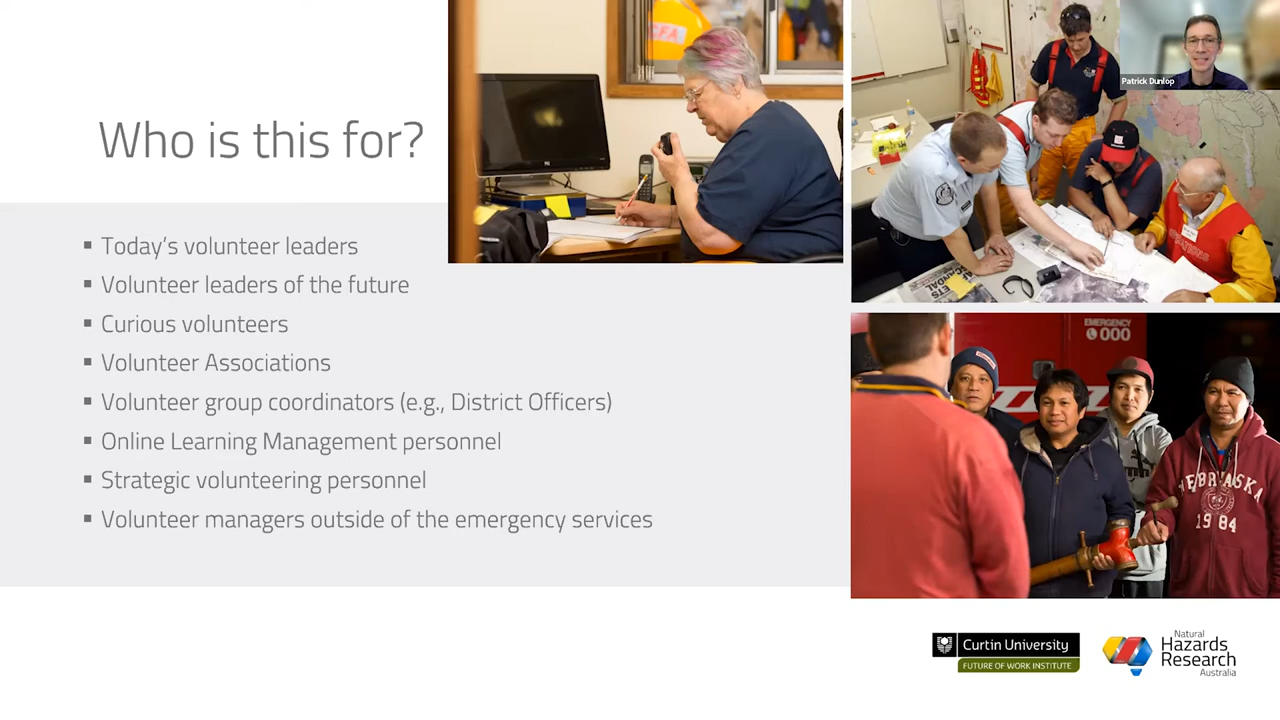 Who is this for?
Today's volunteer leaders
Volunteer leaders of the future
Curious volunteers
Volunteer Associations
Volunteer group coordinators (e.g., District Officers)
Online Learning Management personnel
Strategic volunteering personnel
Volunteer managers outside of the emergency services
CFA
Patrick Dunlop
EMERGENCY
000
NEBRASKA
1984
Curtin University
FUTURE OF WORK INSTITUTE
Natural
Hazards
Research
Australia